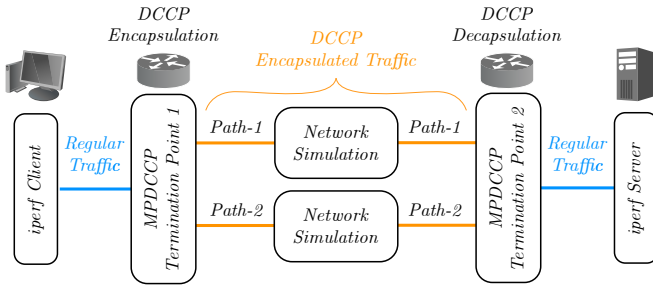 DCCP
Encapsulation
DCCP
Encapsulated Traffic
DCCP
Decapsulation
iperf Client
Regular
Traffic
MPDCCP
Termination Point 1
Path-1
Network
Simulation
Path-1
Path-2
Network
Simulation
Path-2
MPDCCP
Termination Point 2
Regular
Traffic
iperf Server